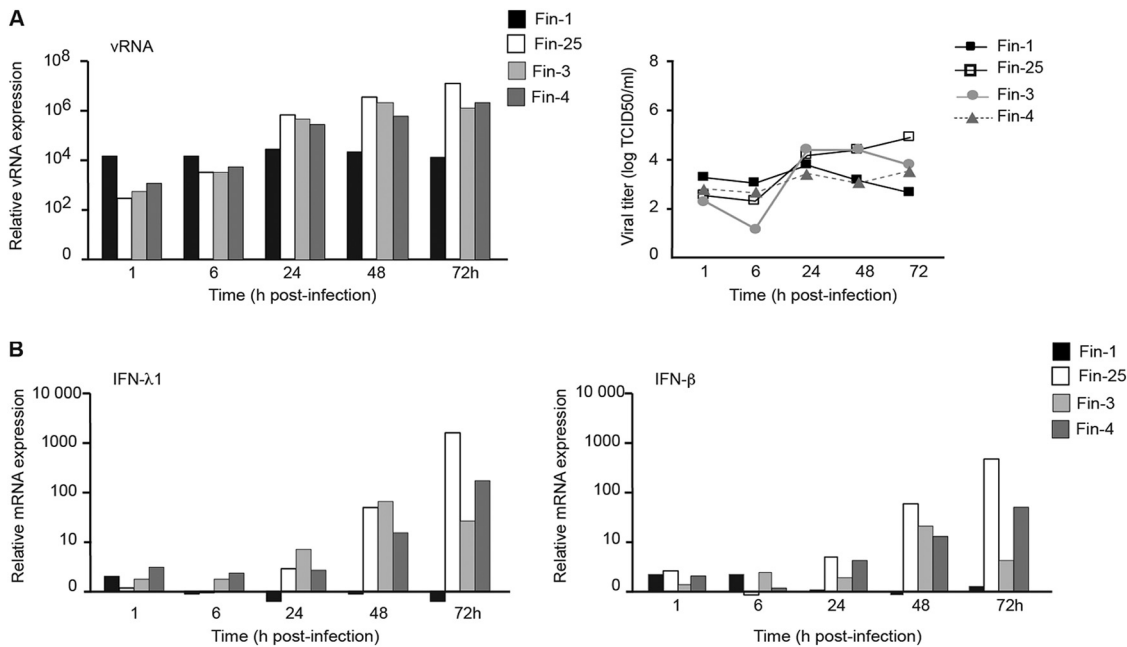 A
vRNA
Relative vRNA expression
10^8
10^6
10^4
10^2
0
1
6
24
48
72h
Time (h post-infection)
Fin-1
Fin-25
Fin-3
Fin-4
Viral titer (log TCID50/ml)
8
6
4
2
0
1
6
24
48
72
Time (h post-infection)
Fin-1
Fin-25
Fin-3
Fin-4
B
IFN-λ1
Relative mRNA expression
10 000
1000
100
10
0
1
6
24
48
72h
Time (h post-infection)
IFN-β
Relative mRNA expression
10 000
1000
100
10
0
1
6
24
48
72h
Time (h post-infection)
Fin-1
Fin-25
Fin-3
Fin-4